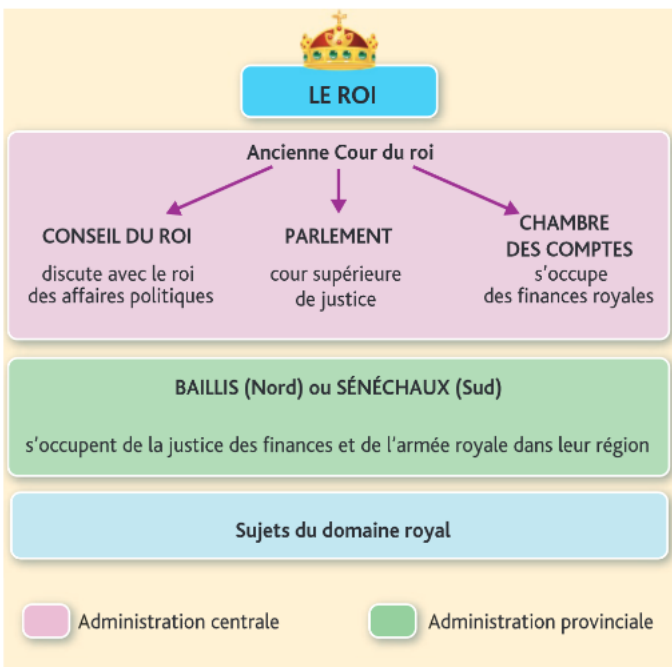 LE ROI
Ancienne Cour du roi
CONSEIL DU ROI
discute avec le roi
des affaires politiques
PARLEMENT
cour supérieure
de justice
CHAMBRE
DES COMPTES
s'occupe
des finances royales
BAILLIS (Nord) ou SÉNÉCHAUX (Sud)
s'occupent de la justice des finances et de l'armée royale dans leur région
Sujets du domaine royal
Administration centrale
Administration provinciale